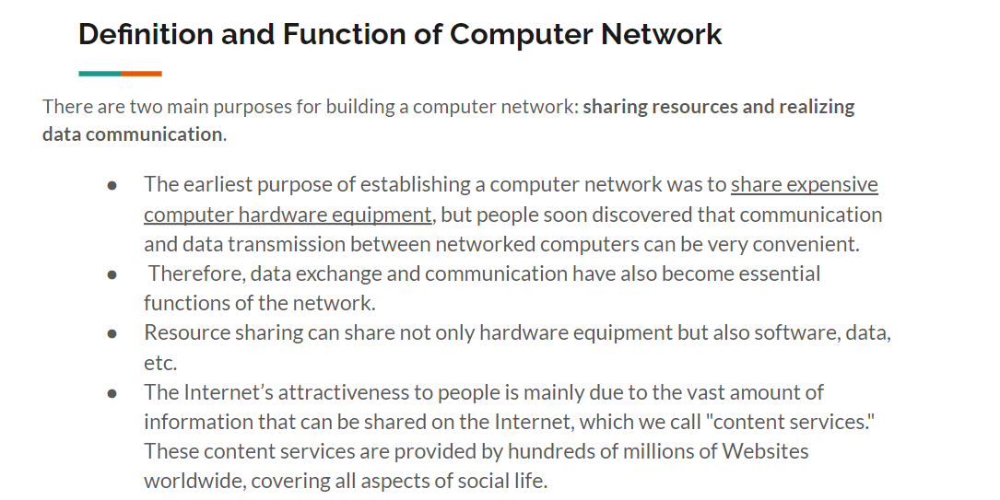 Definition and Function of Computer Network
There are two main purposes for building a computer network: sharing resources and realizing
data communication.
● The earliest purpose of establishing a computer network was to share expensive
computer hardware equipment, but people soon discovered that communication
and data transmission between networked computers can be very convenient.
● Therefore, data exchange and communication have also become essential
functions of the network.
● Resource sharing can share not only hardware equipment but also software, data,
etc.
● The Internet’s attractiveness to people is mainly due to the vast amount of
information that can be shared on the Internet, which we call "content services."
These content services are provided by hundreds of millions of Websites
worldwide, covering all aspects of social life.